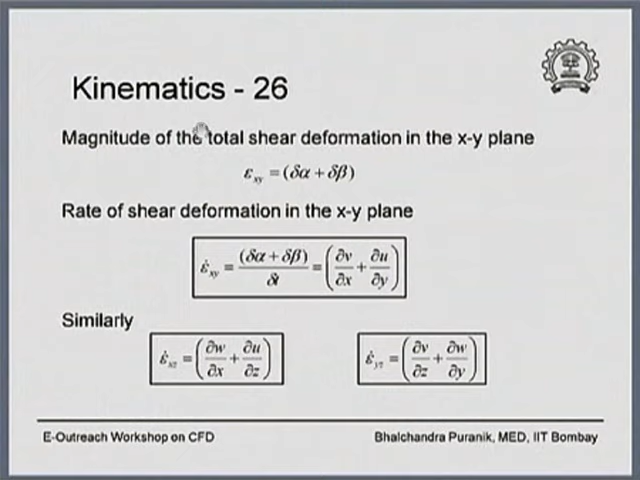 Kinematics - 26
Magnitude of the total shear deformation in the x-y plane
ε_xy = (δα + δβ)
Rate of shear deformation in the x-y plane
ε̇_xy = (δα + δβ)/δt = (∂v/∂x + ∂u/∂y)
Similarly
ε̇_xz = (∂w/∂x + ∂u/∂z) ε̇_yz = (∂v/∂z + ∂w/∂y)
E-Outreach Workshop on CFD Bhalchandra Puranik, MED, IIT Bombay